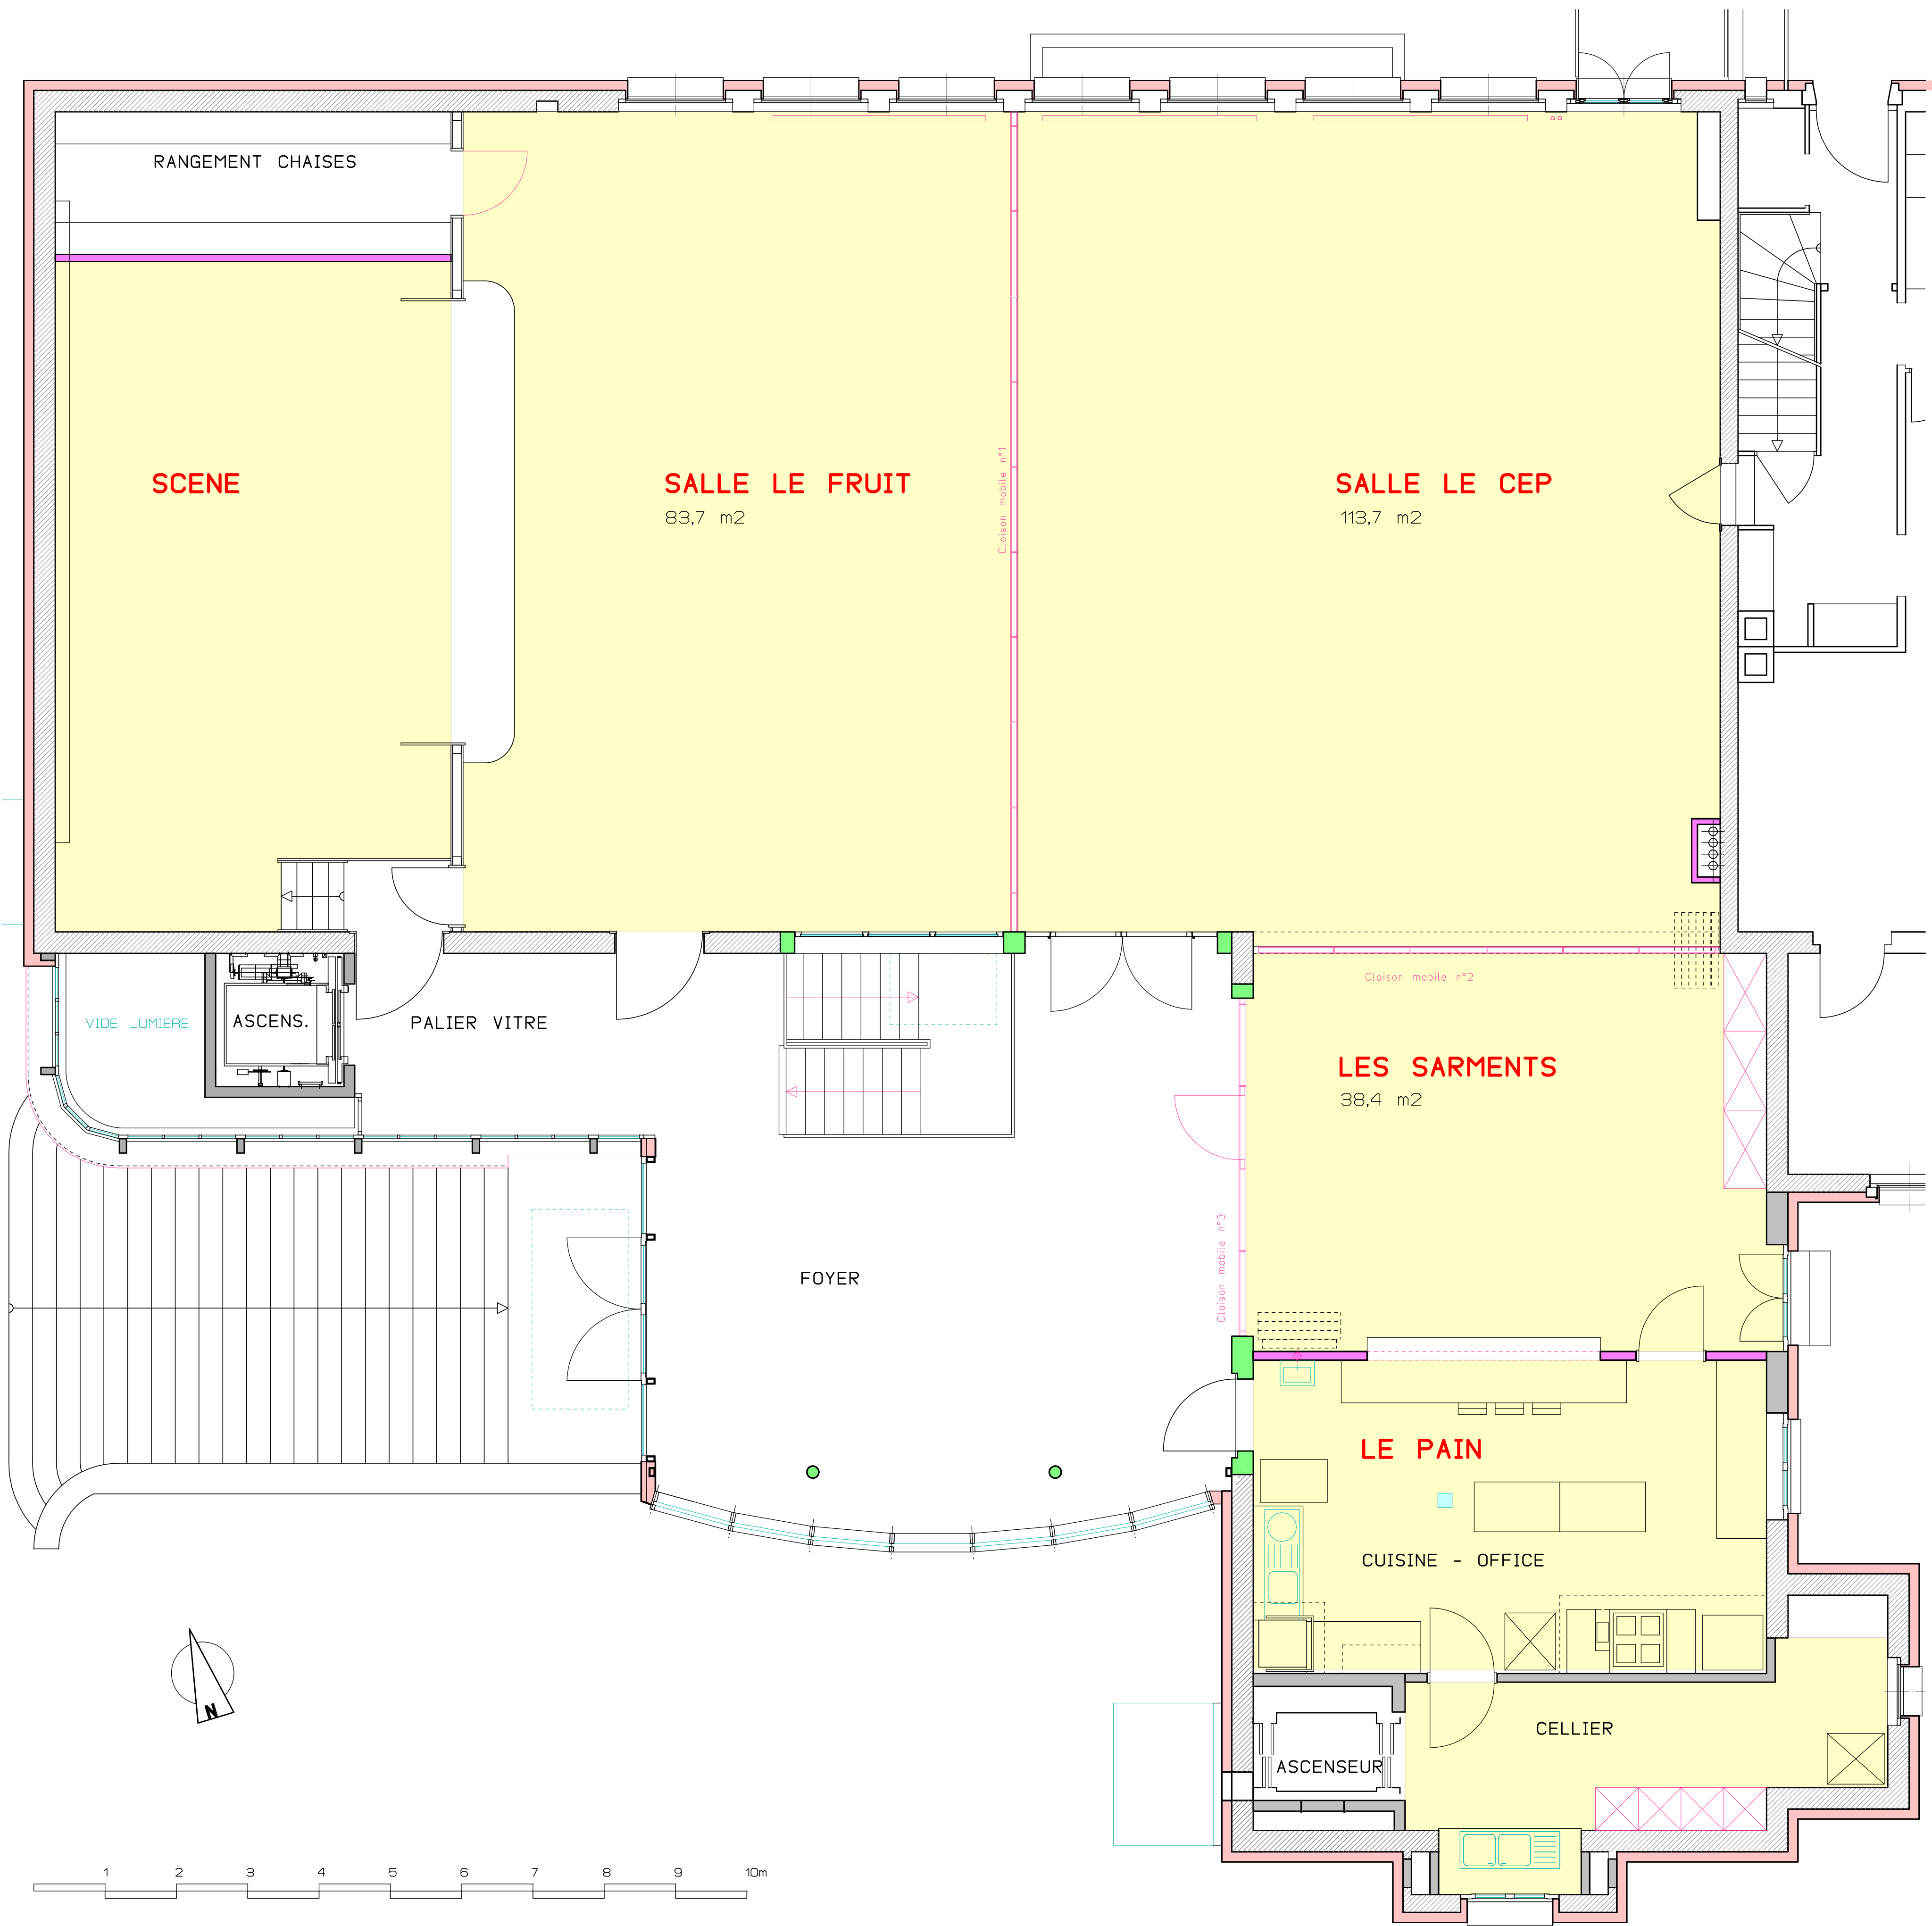 RANGEMENT CHAISES
SCENE
SALLE LE FRUIT
83,7 m2
Cloison mobile n°1
SALLE LE CEP
113,7 m2
Cloison mobile n°2
VIDE LUMIERE
ASCENS.
PALIER VITRE
LES SARMENTS
38,4 m2
Cloison mobile n°3
FOYER
LE PAIN
CUISINE - OFFICE
N
CELLIER
ASCENSEUR
1 2 3 4 5 6 7 8 9 10m